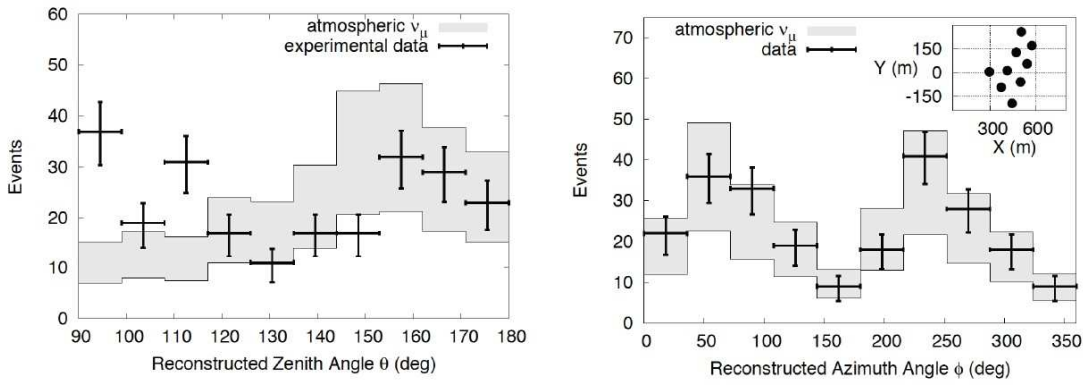 60
50
40
30
20
10
0
Events
atmospheric νμ
experimental data
90 100 110 120 130 140 150 160 170 180
Reconstructed Zenith Angle θ (deg)
70
60
50
40
30
20
10
0
Events
atmospheric νμ
data
Y (m)
150
0
-150
300 600
X (m)
0 50 100 150 200 250 300 350
Reconstructed Azimuth Angle ϕ (deg)